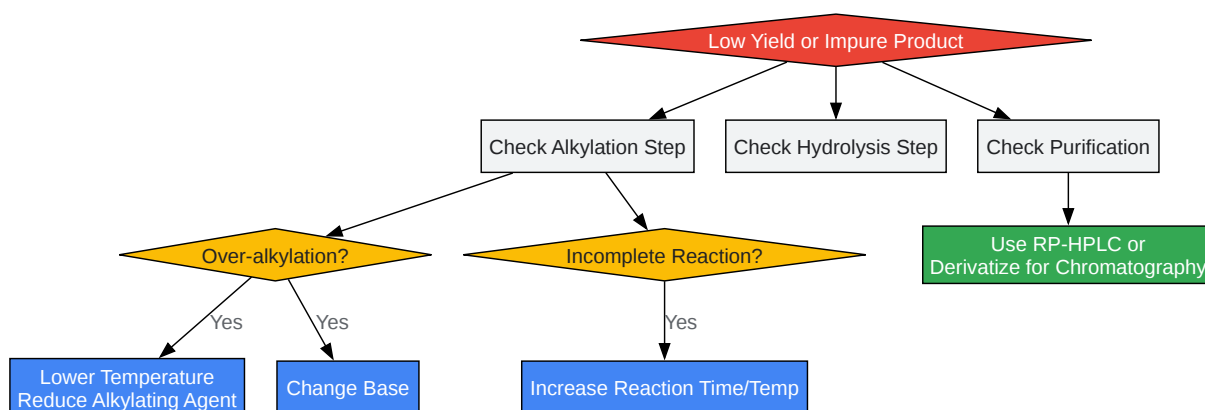 Low Yield or Impure Product
Check Alkylation Step
Check Hydrolysis Step
Check Purification
Over-alkylation?
Incomplete Reaction?
Use RP-HPLC or
Derivatize for Chromatography
Yes
Yes
Yes
Lower Temperature
Reduce Alkylating Agent
Change Base
Increase Reaction Time/Temp